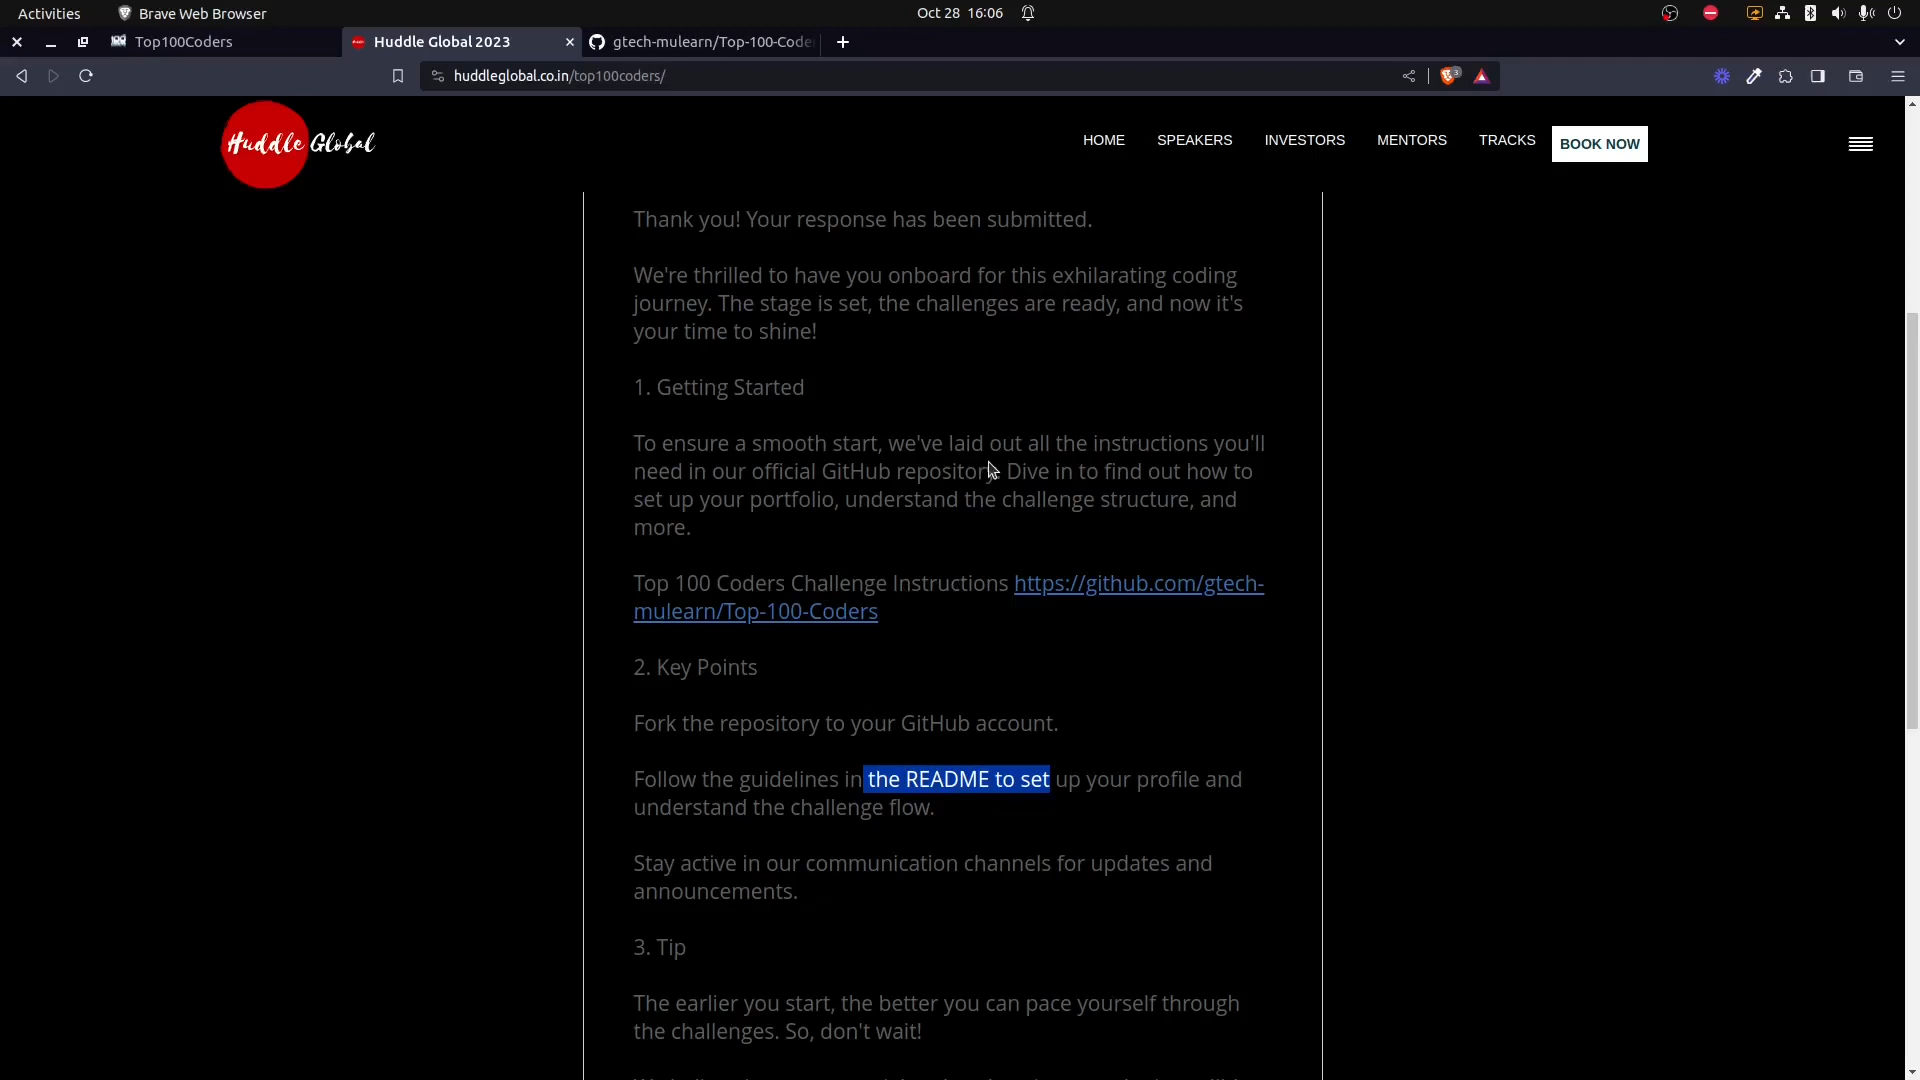 Activities
Brave Web Browser
Oct 28 16:06
Top100Coders
Huddle Global 2023
gtech-mulearn/Top-100-Code
huddleglobal.co.in/top100coders/
3
Huddle Global
HOME
SPEAKERS
INVESTORS
MENTORS
TRACKS
BOOK NOW
Thank you! Your response has been submitted.
We're thrilled to have you onboard for this exhilarating coding
journey. The stage is set, the challenges are ready, and now it's
your time to shine!
1. Getting Started
To ensure a smooth start, we've laid out all the instructions you'll
need in our official GitHub repository. Dive in to find out how to
set up your portfolio, understand the challenge structure, and
more.
Top 100 Coders Challenge Instructions https://github.com/gtech-
mulearn/Top-100-Coders
2. Key Points
Fork the repository to your GitHub account.
Follow the guidelines in the README to set up your profile and
understand the challenge flow.
Stay active in our communication channels for updates and
announcements.
3. Tip
The earlier you start, the better you can pace yourself through
the challenges. So, don't wait!